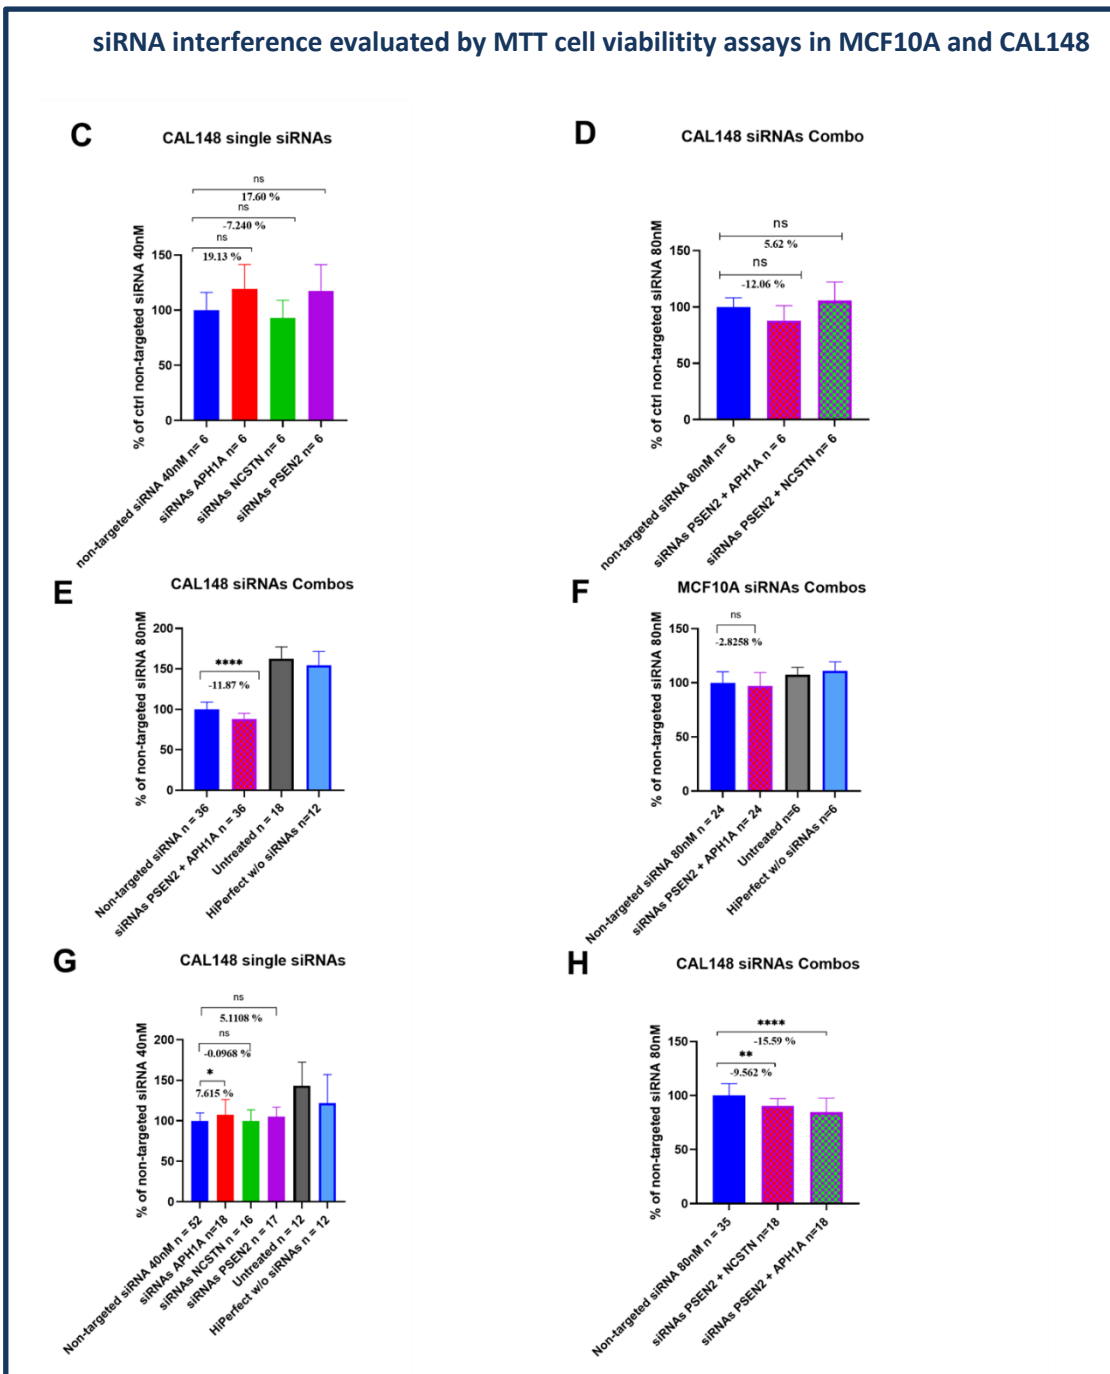 siRNA interference evaluated by MTT cell viabilitity assays in MCF10A and CAL148
C
CAL148 single siRNAs
ns
17.60 %
ns
-7.240 %
ns
19.13 %
% of ctrl non-targeted siRNA 40nM
150
100
50
0
non-targeted siRNA 40nM n= 6
siRNAs APH1A n= 6
siRNAs NCSTN n= 6
siRNAs PSEN2 n= 6
D
CAL148 siRNAs Combo
ns
5.62 %
ns
-12.06 %
% of ctrl non-targeted siRNA 80nM
150
100
50
0
non-targeted siRNA 80nM n= 6
siRNAs PSEN2 + APH1A n = 6
siRNAs PSEN2 + NCSTN n= 6
E
CAL148 siRNAs Combos
****
-11.87 %
% of non-targeted siRNA 80nM
200
150
100
50
0
Non-targeted siRNA n = 36
siRNAs PSEN2 + APH1A n = 36
Untreated n = 18
HiPerfect w/o siRNAs n=12
F
MCF10A siRNAs Combos
ns
-2.8258 %
% of non-targeted siRNA 80nM
150
100
50
0
Non-targeted siRNA 80nM n = 24
siRNAs PSEN2 + APH1A n= 24
Untreated n=6
HiPerfect w/o siRNAs n=6
G
CAL148 single siRNAs
ns
5.1108 %
ns
-0.0968 %
*
7.615 %
% of non-targeted siRNA 40nM
200
150
100
50
0
Non-targeted siRNA 40nM n = 52
siRNAs APH1A n=18
siRNAs NCSTN n = 16
siRNAs PSEN2 n = 17
Untreated n = 12
HiPerfect w/o siRNAs n = 12
H
CAL148 siRNAs Combos
****
-15.59 %
**
-9.562 %
% of non-targeted siRNA 80nM
150
100
50
0
Non-targeted siRNA 80nM n = 35
siRNAs PSEN2 + NCSTN n=18
siRNAs PSEN2 + APH1A n=18